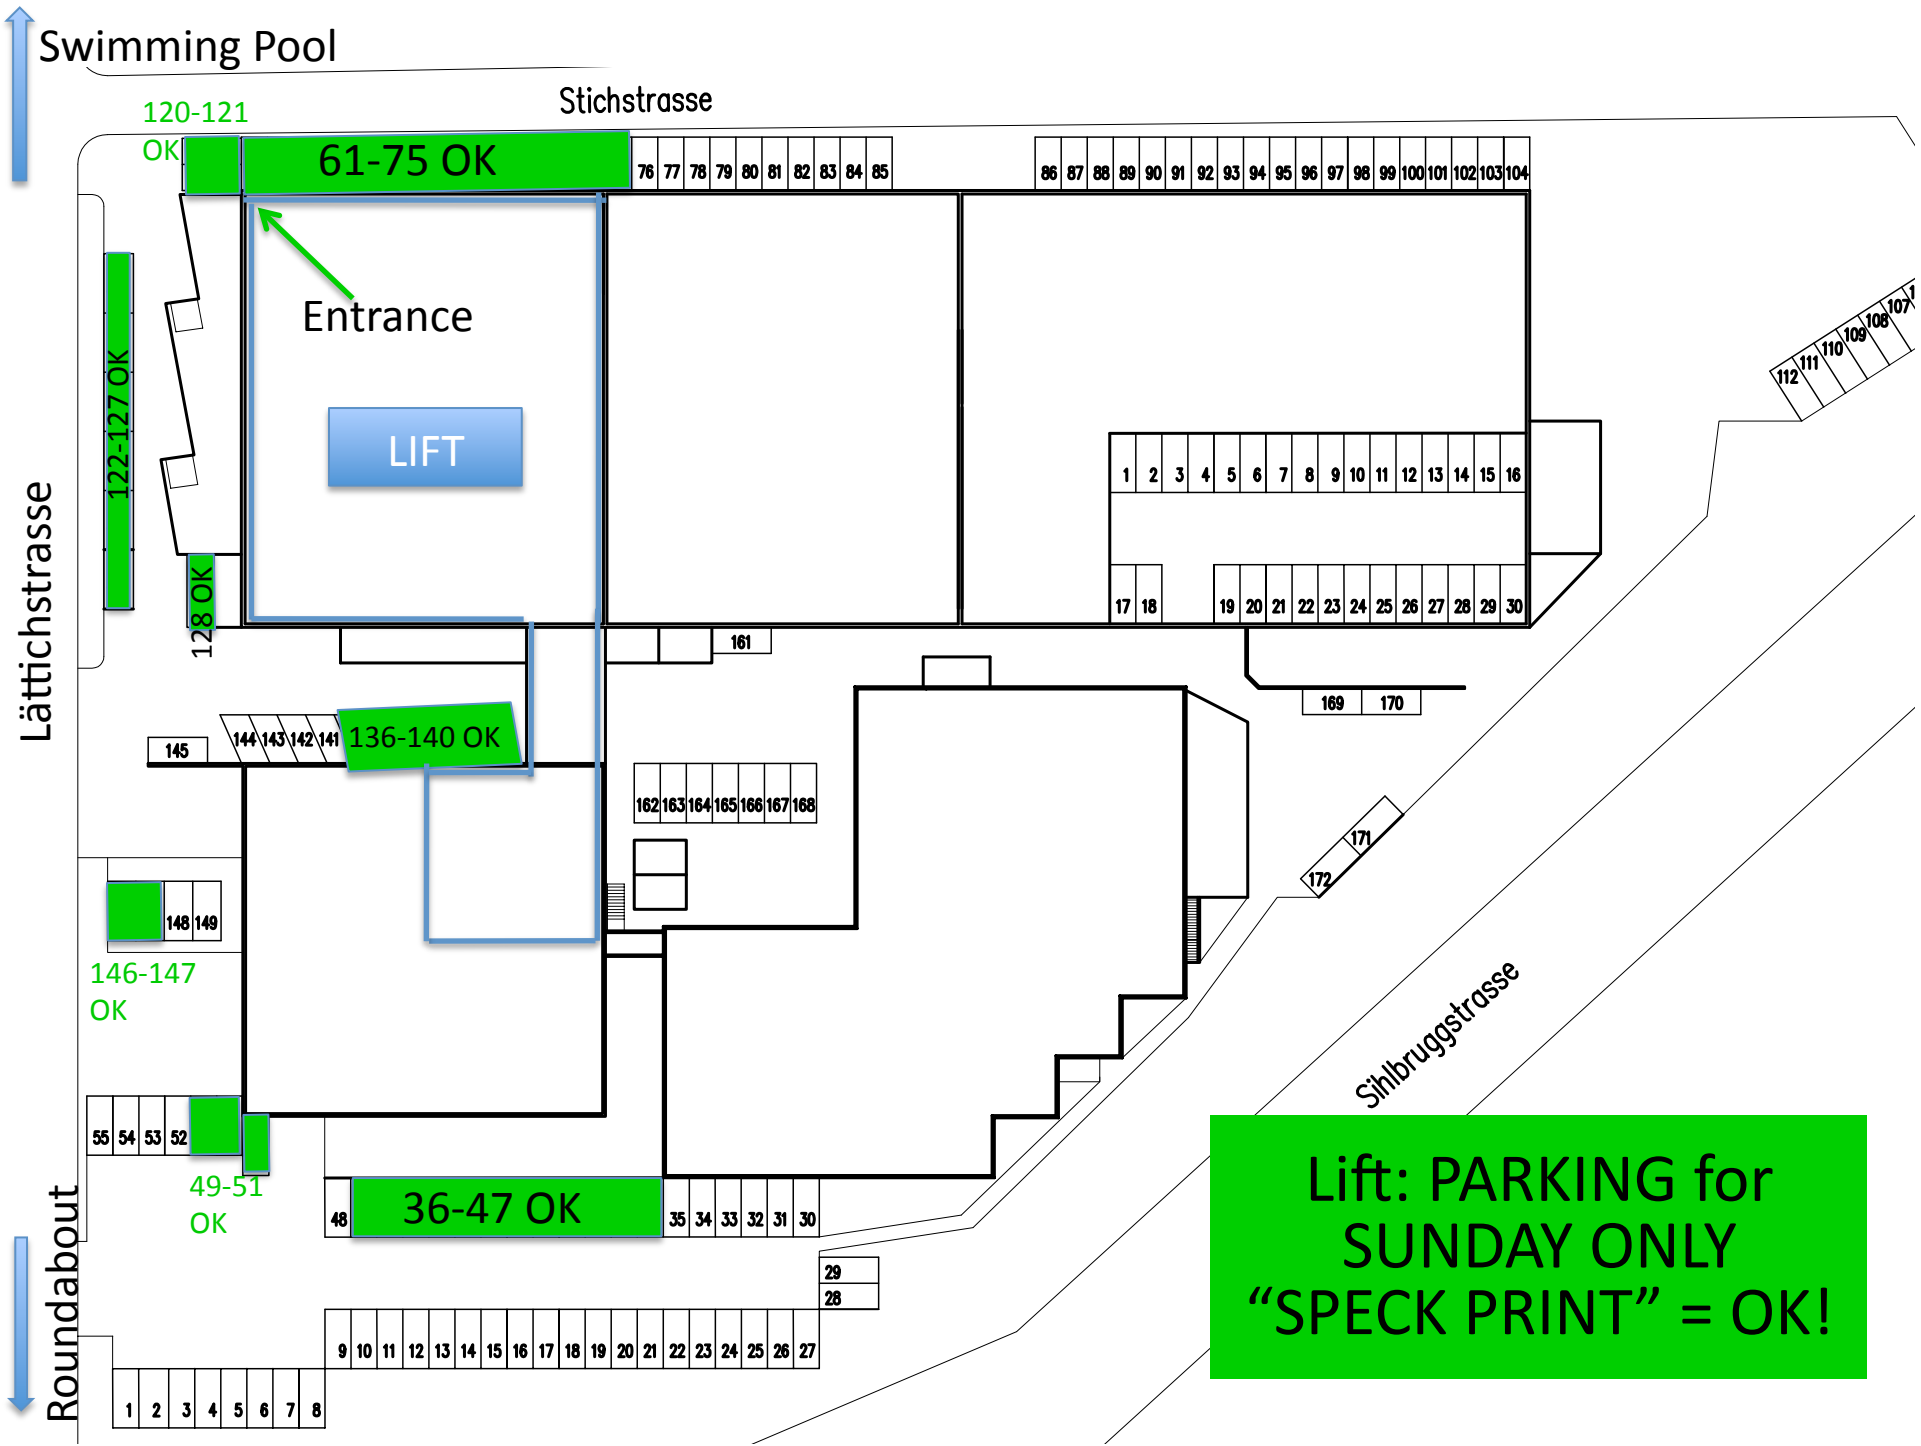 Swimming Pool
Stichstrasse
120-121
OK
61-75 OK
76 77 78 79 80 81 82 83 84 85
86 87 88 89 90 91 92 93 94 95 96 97 98 99 100 101 102 103 104
Entrance
LIFT
122-127 OK
128 OK
Lättichstrasse
112 111 110 109 108 107
1 2 3 4 5 6 7 8 9 10 11 12 13 14 15 16
17 18 19 20 21 22 23 24 25 26 27 28 29 30
161
169 170
145
144 143 142 141
136-140 OK
162 163 164 165 166 167 168
171
172
148 149
146-147
OK
Sihlbruggstrasse
55 54 53 52
49-51
OK
48
36-47 OK
35 34 33 32 31 30
29
28
Roundabout
9 10 11 12 13 14 15 16 17 18 19 20 21 22 23 24 25 26 27
1 2 3 4 5 6 7 8
Lift: PARKING for
SUNDAY ONLY
“SPECK PRINT” = OK!